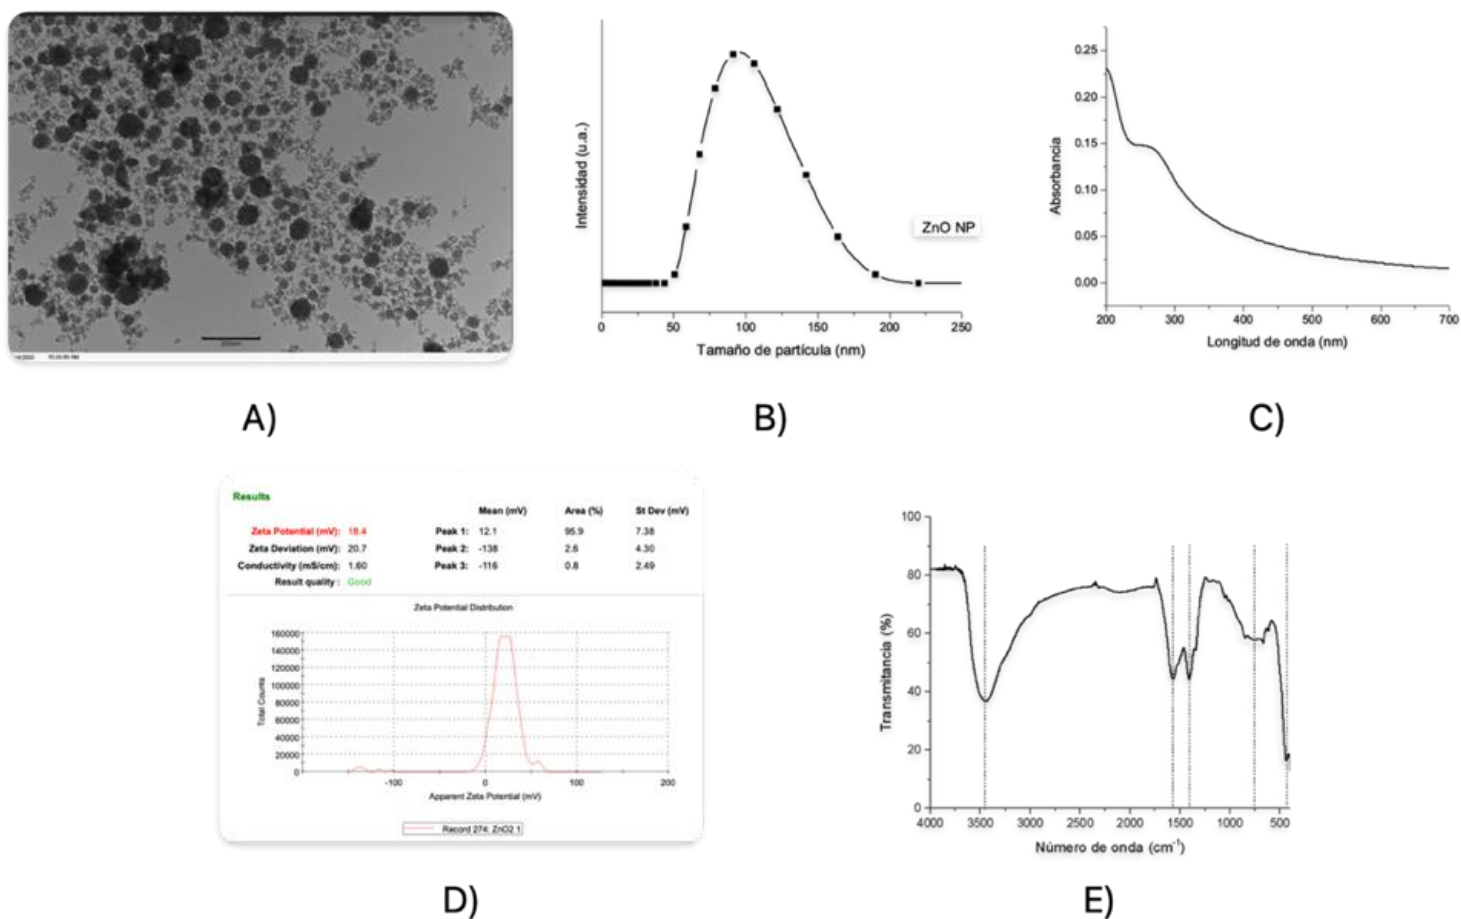 Intensidad (u.a.)
ZnO NP
0 50 100 150 200 250
Tamaño de partícula (nm)
Absorbancia
0.25
0.20
0.15
0.10
0.05
0.00
200 300 400 500 600 700
Longitud de onda (nm)
A)
B)
C)
Results
Mean (mV) Area (%) St Dev (mV)
Zeta Potential (mV): 18.4 Peak 1: 12.1 95.9 7.38
Zeta Deviation (mV): 20.7 Peak 2: -138 2.6 4.30
Conductivity (mS/cm): 1.60 Peak 3: -116 0.8 2.49
Result quality : Good
Zeta Potential Distribution
Total Counts
160000
140000
120000
100000
80000
60000
40000
20000
0
-100 0 100 200
Apparent Zeta Potential (mV)
Record 274: ZnO2 1
Transmitancia (%)
100
80
60
40
20
0
4000 3500 3000 2500 2000 1500 1000 500
Número de onda (cm⁻¹)
D)
E)